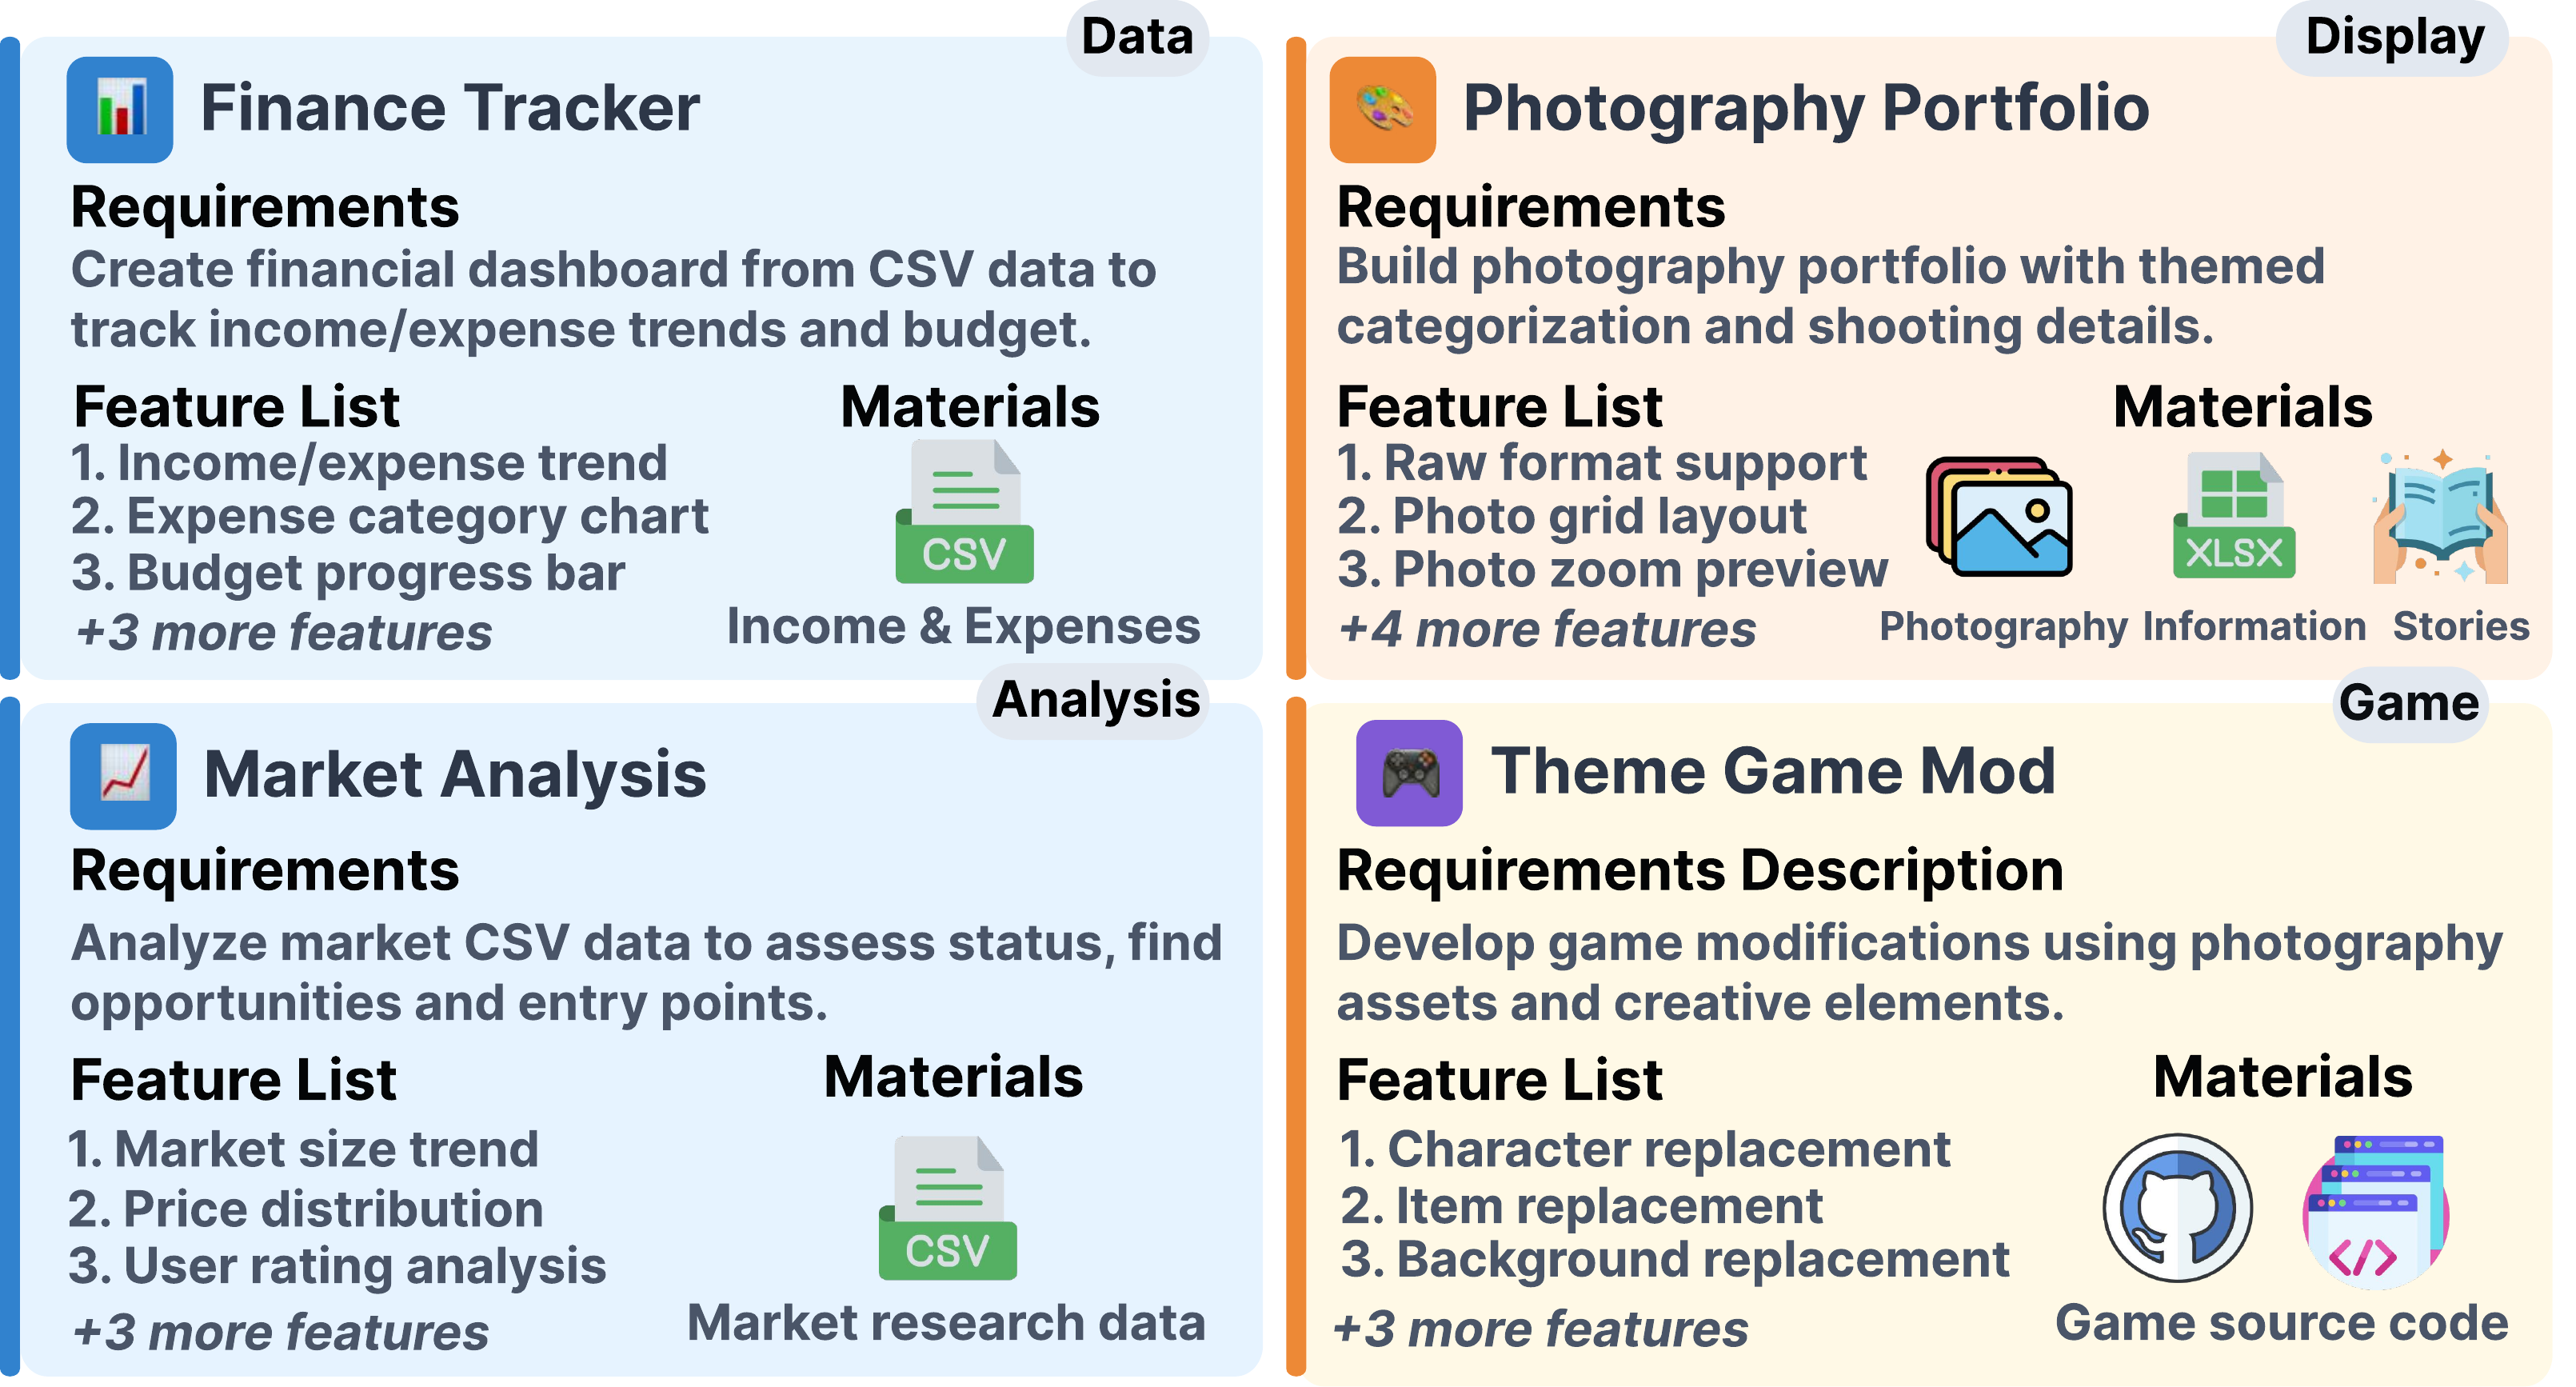 Data
Finance Tracker
Requirements
Create financial dashboard from CSV data to
track income/expense trends and budget.
Feature List
1. Income/expense trend
2. Expense category chart
3. Budget progress bar
+3 more features
Materials
CSV
Income & Expenses
Display
Photography Portfolio
Requirements
Build photography portfolio with themed
categorization and shooting details.
Feature List
1. Raw format support
2. Photo grid layout
3. Photo zoom preview
+4 more features
Materials
XLSX
Photography Information Stories
Analysis
Market Analysis
Requirements
Analyze market CSV data to assess status, find
opportunities and entry points.
Feature List
1. Market size trend
2. Price distribution
3. User rating analysis
+3 more features
Materials
CSV
Market research data
Game
Theme Game Mod
Requirements Description
Develop game modifications using photography
assets and creative elements.
Feature List
1. Character replacement
2. Item replacement
3. Background replacement
+3 more features
Materials
</>
Game source code